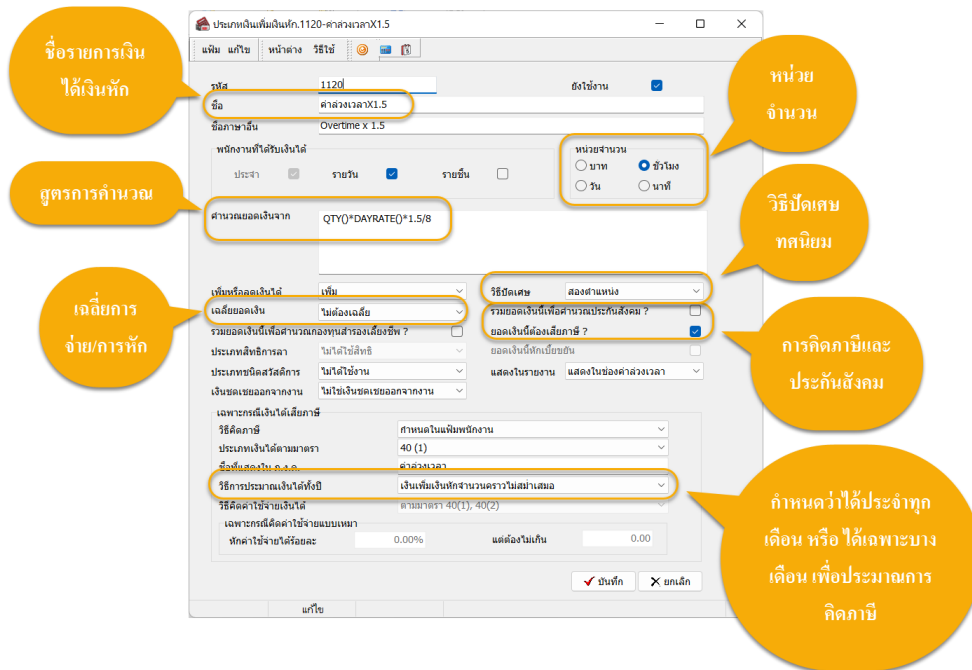 ประเภทเงินเพิ่มเงินหัก.1120-ค่าล่วงเวลาX1.5
แฟ้ม แก้ไข หน้าต่าง วิธีใช้
ชื่อรายการเงิน
ได้เงินหัก
รหัส 1120 ยังใช้งาน
ชื่อ ค่าล่วงเวลาX1.5
ชื่อภาษาอื่น Overtime x 1.5
หน่วย
จำนวน
พนักงานที่ได้รับเงินได้
ประจำ รายวัน รายชิ้น
หน่วยจำนวน
บาท ชั่วโมง
วัน นาที
สูตรการคำนวณ
คำนวณยอดเงินจาก QTY()*DAYRATE()*1.5/8
วิธีปัดเศษ
ทศนิยม
เพิ่มหรือลดเงินได้ เพิ่ม วิธีปัดเศษ สองตำแหน่ง
เฉลี่ยยอดเงิน ไม่ต้องเฉลี่ย รวมยอดเงินนี้เพื่อคำนวณประกันสังคม ?
รวมยอดเงินนี้เพื่อคำนวณกองทุนสำรองเลี้ยงชีพ ? ยอดเงินนี้ต้องเสียภาษี ?
ประเภทสิทธิการลา ไม่ได้ใช้สิทธิ ยอดเงินนี้หักเบี้ยขยัน
ประเภทชนิดสวัสดิการ ไม่ได้ใช้งาน แสดงในรายงาน แสดงในช่องค่าล่วงเวลา
เงินชดเชยออกจากงาน ไม่ใช่เงินชดเชยออกจากงาน
เฉลี่ยการ
จ่าย/การหัก
การคิดภาษีและ
ประกันสังคม
เฉพาะกรณีเงินได้เสียภาษี
วิธีคิดภาษี กำหนดในแฟ้มพนักงาน
ประเภทเงินได้ตามมาตรา 40 (1)
ชื่อที่แสดงใน ภ.ง.ด. ค่าล่วงเวลา
วิธีการประมาณเงินได้ทั้งปี เงินเพิ่มเงินหักจำนวนคราวไม่สม่ำเสมอ
วิธีคิดค่าใช้จ่ายเงินได้ ตามมาตรา 40(1), 40(2)
เฉพาะกรณีคิดค่าใช้จ่ายแบบเหมา
หักค่าใช้จ่ายได้ร้อยละ 0.00% แต่ต้องไม่เกิน 0.00
กำหนดว่าได้ประจำทุก
เดือน หรือ ได้เฉพาะบาง
เดือน เพื่อประมาณการ
คิดภาษี
บันทึก ยกเลิก
แก้ไข